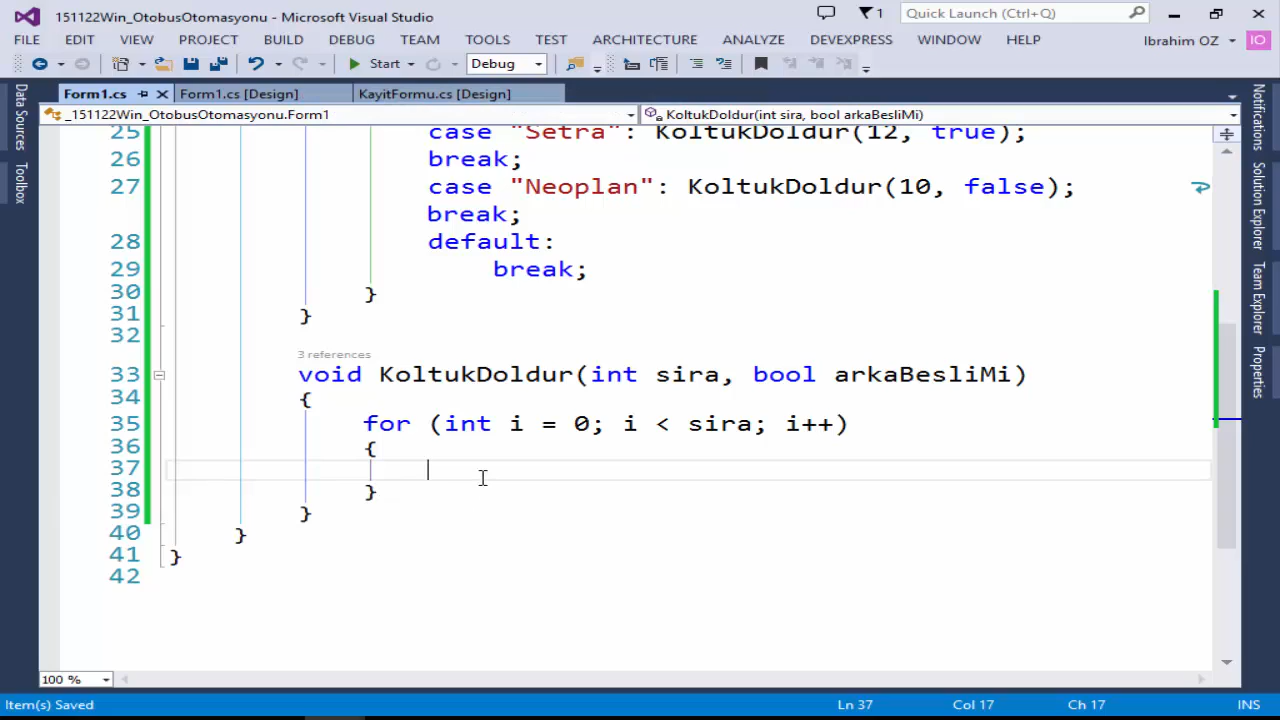 151122Win_OtobusOtomasyonu - Microsoft Visual Studio
1
Quick Launch (Ctrl+Q)
FILE EDIT VIEW PROJECT BUILD DEBUG TEAM TOOLS TEST ARCHITECTURE ANALYZE DEVEXPRESS WINDOW HELP
Ibrahim OZ IO
Start Debug
Data Sources
Toolbox
Form1.cs Form1.cs [Design] KayitFormu.cs [Design]
_151122Win_OtobusOtomasyonu.Form1 KoltukDoldur(int sira, bool arkaBesliMi)
25 case "Setra": KoltukDoldur(12, true);
26 break;
27 case "Neoplan": KoltukDoldur(10, false);
break;
28 default:
29 break;
30 }
31 }
32
3 references
33 void KoltukDoldur(int sira, bool arkaBesliMi)
34 {
35 for (int i = 0; i < sira; i++)
36 {
37
38 }
39 }
40 }
41 }
42
Notifications
Solution Explorer
Team Explorer
Properties
100 %
Item(s) Saved Ln 37 Col 17 Ch 17 INS